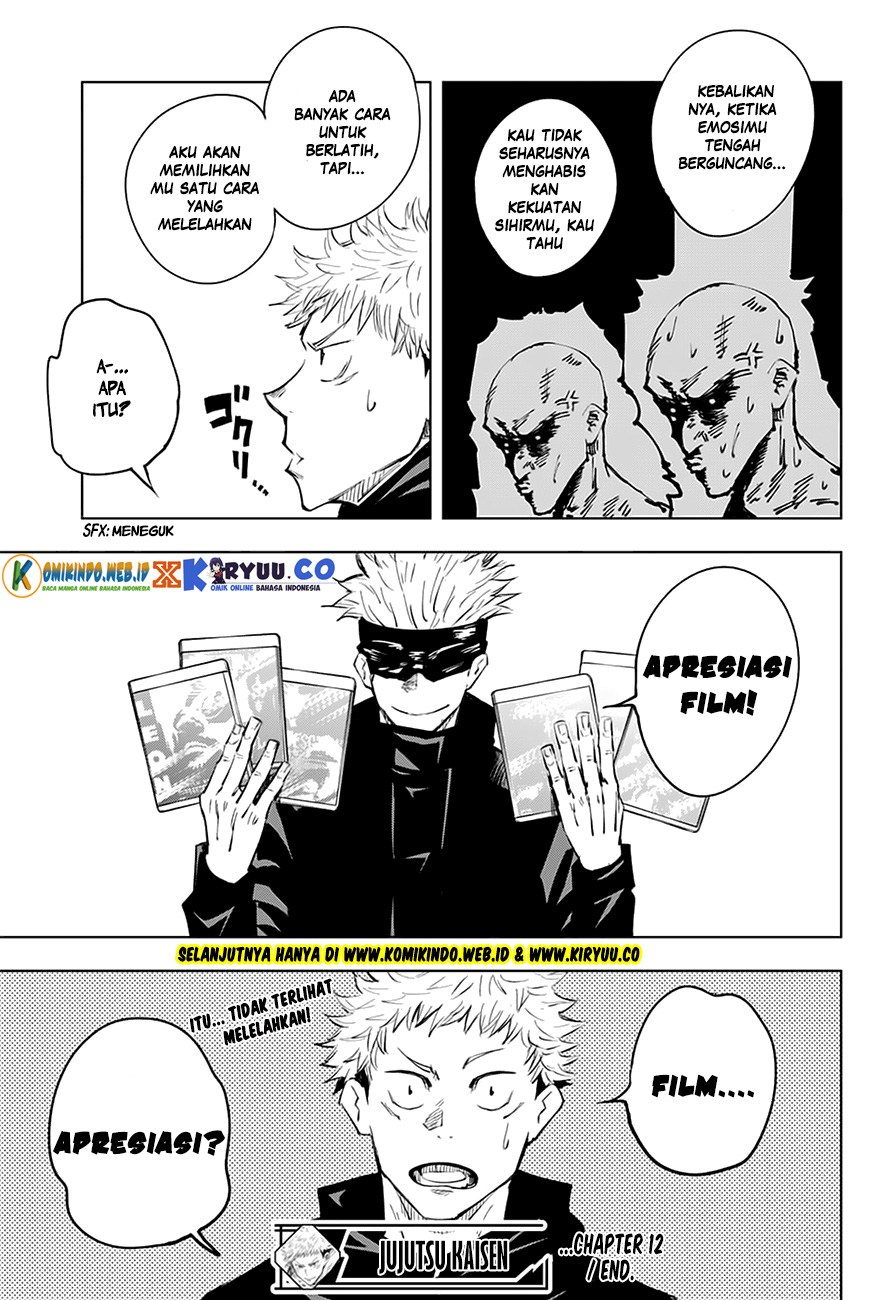 KEBALIKAN
NYA, KETIKA
EMOSIMU
TENGAH
BERGUNCANG...
KAU TIDAK
SEHARUSNYA
MENGHABIS
KAN
KEKUATAN
SIHIRMU, KAU
TAHU
ADA
BANYAK CARA
UNTUK
BERLATIH,
TAPI...
AKU AKAN
MEMILIHKAN
MU SATU CARA
YANG
MELELAHKAN
A-...
APA
ITU?
ゴクリ
SFX: MENEGUK
KOMIKINDO.WEB.ID
BACA MANGA ONLINE BAHASA INDONESIA
X
KIRYUU.CO
OMIK ONLINE BAHASA INDONESIA
APRESIASI
FILM!
SELANJUTNYA HANYA DI WWW.KOMIKINDO.WEB.ID & WWW.KIRYUU.CO
FILM....
ITU... TIDAK TERLIHAT
MELELAHKAN!
APRESIASI?
JUJUTSU KAISEN
...CHAPTER 12
/ END.